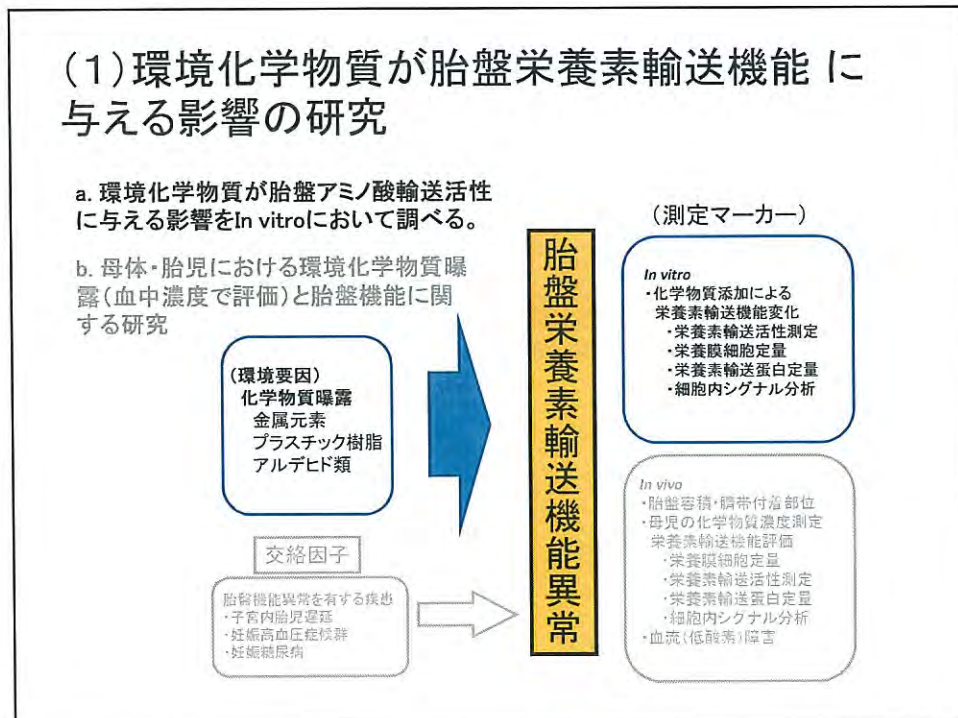 (1)環境化学物質が胎盤栄養素輸送機能 に
与える影響の研究
a. 環境化学物質が胎盤アミノ酸輸送活性
に与える影響をIn vitroにおいて調べる。
b. 母体・胎児における環境化学物質曝
露(血中濃度で評価)と胎盤機能に関
する研究
(環境要因)
化学物質曝露
金属元素
プラスチック樹脂
アルデヒド類
交絡因子
胎盤機能異常を有する疾患
・子宮内胎児遅延
・妊娠高血圧症候群
・妊娠糖尿病
胎盤栄養素輸送機能異常
(測定マーカー)
In vitro
・化学物質添加による
栄養素輸送機能変化
・栄養素輸送活性測定
・栄養膜細胞定量
・栄養素輸送蛋白定量
・細胞内シグナル分析
In vivo
・胎盤容積・臍帯付着部位
・母児の化学物質濃度測定
栄養素輸送機能評価
・栄養膜細胞定量
・栄養素輸送活性測定
・栄養素輸送蛋白定量
・細胞内シグナル分析
・血流(低酸素)障害